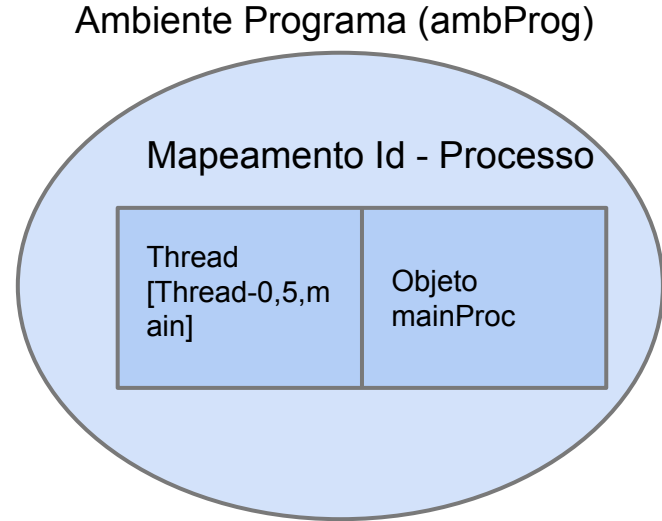 Ambiente Programa (ambProg)
Mapeamento Id - Processo
Thread
[Thread-0,5,m
ain]
Objeto
mainProc